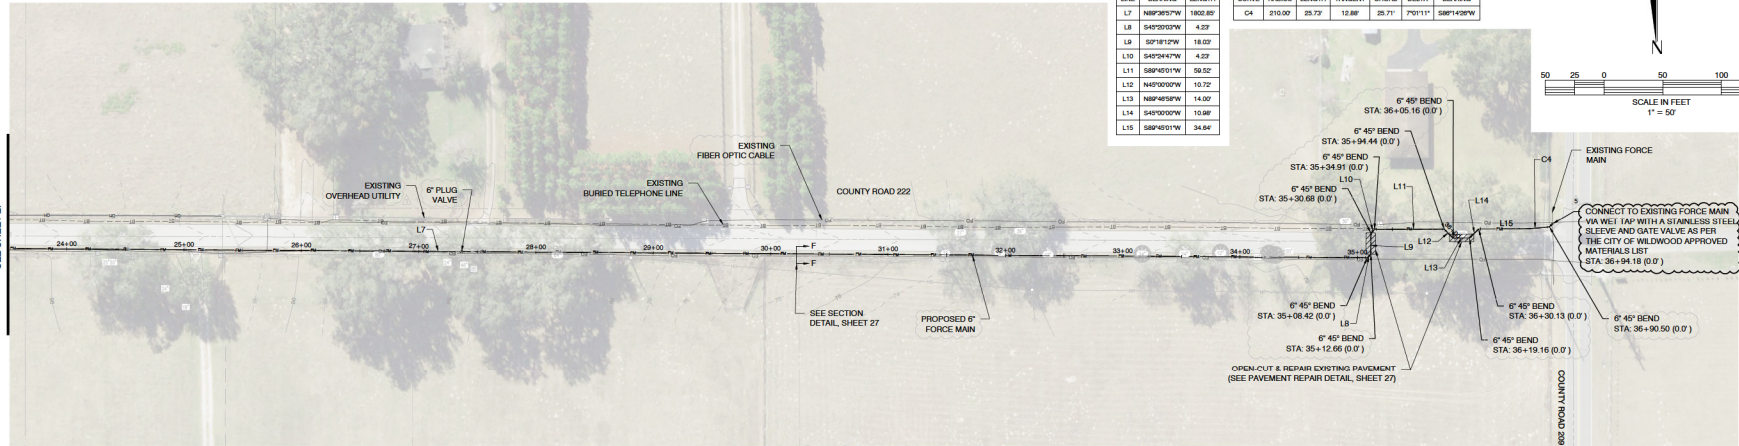 L7 N89°36'57"W 1802.85'
L8 S45°20'03"W 4.23'
L9 S0°18'12"W 18.03'
L10 S45°24'47"W 4.23'
L11 S89°45'01"W 59.52'
L12 N45°00'00"W 10.72'
L13 N89°46'58"W 14.00'
L14 S45°00'00"W 10.98'
L15 S89°45'01"W 34.64'
C4 210.00' 25.73' 12.88' 25.71' 7°01'11" S86°14'26"W
N
50 25 0 50 100
SCALE IN FEET
1" = 50'
EXISTING
FIBER OPTIC CABLE
EXISTING
OVERHEAD UTILITY
6" PLUG
VALVE
EXISTING
BURIED TELEPHONE LINE
COUNTY ROAD 222
L7
24+00
25+00
26+00
27+00
28+00
29+00
30+00
31+00
32+00
33+00
34+00
35+00
F
F
SEE SECTION
DETAIL, SHEET 27
PROPOSED 6"
FORCE MAIN
6" 45° BEND
STA: 36+05.16 (0.0')
6" 45° BEND
STA: 35+94.44 (0.0')
6" 45° BEND
STA: 35+34.91 (0.0')
L10
6" 45° BEND
STA: 35+30.68 (0.0')
L11
L14
L15
C4
L12
L9
L13
EXISTING FORCE
MAIN
5
CONNECT TO EXISTING FORCE MAIN
VIA WET TAP WITH A STAINLESS STEEL
SLEEVE AND GATE VALVE AS PER
THE CITY OF WILDWOOD APPROVED
MATERIALS LIST
STA: 36+94.18 (0.0')
6" 45° BEND
STA: 35+08.42 (0.0')
L8
6" 45° BEND
STA: 35+12.66 (0.0')
6" 45° BEND
STA: 36+30.13 (0.0')
6" 45° BEND
STA: 36+19.16 (0.0')
6" 45° BEND
STA: 36+90.50 (0.0')
OPEN-CUT & REPAIR EXISTING PAVEMENT
(SEE PAVEMENT REPAIR DETAIL, SHEET 27)
COUNTY ROAD 209